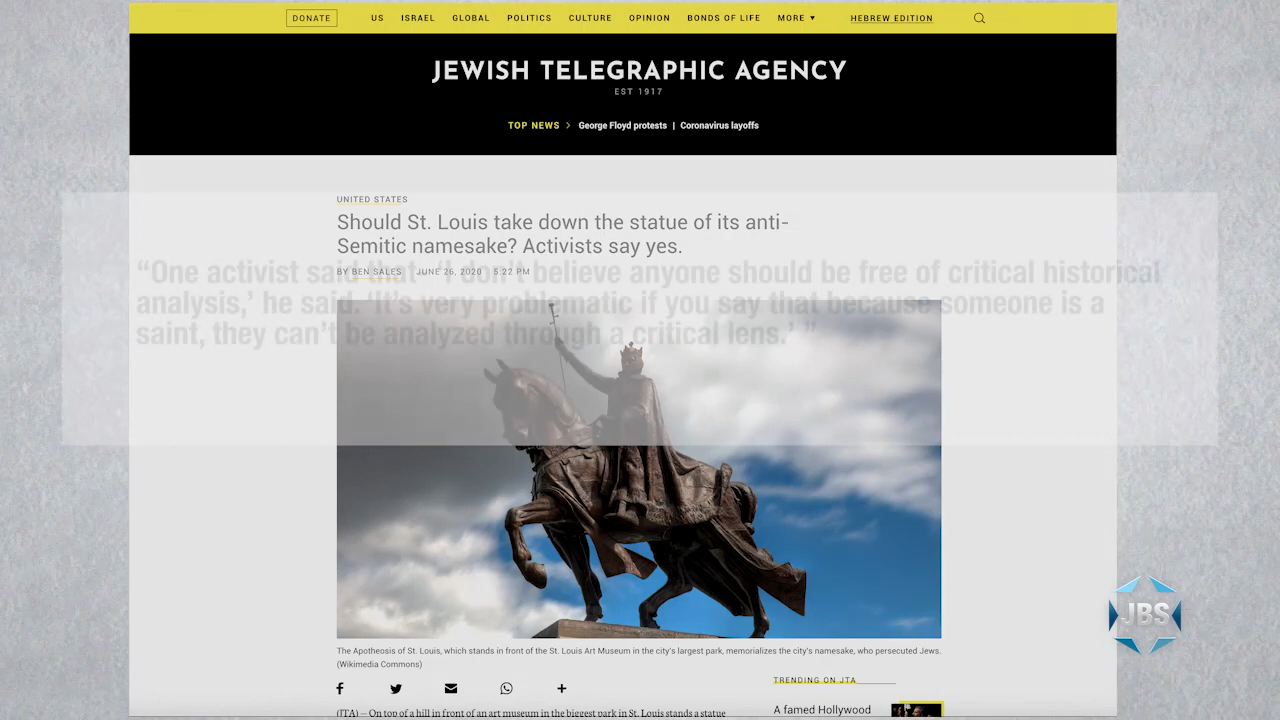 DONATE US ISRAEL GLOBAL POLITICS CULTURE OPINION BONDS OF LIFE MORE ▼ HEBREW EDITION
JEWISH TELEGRAPHIC AGENCY
EST 1917
TOP NEWS > George Floyd protests | Coronavirus layoffs
UNITED STATES
Should St. Louis take down the statue of its anti-
Semitic namesake? Activists say yes.
BY BEN SALES JUNE 26, 2020 5:22 PM
“One activist said that ‘I don’t believe anyone should be free of critical historical
analysis,’ he said. ‘It’s very problematic if you say that because someone is a
saint, they can’t be analyzed through a critical lens.’ ”
The Apotheosis of St. Louis, which stands in front of the St. Louis Art Museum in the city's largest park, memorializes the city's namesake, who persecuted Jews.
(Wikimedia Commons)
JBS
TRENDING ON JTA
A famed Hollywood
(JTA) — On top of a hill in front of an art museum in the biggest park in St. Louis stands a statue